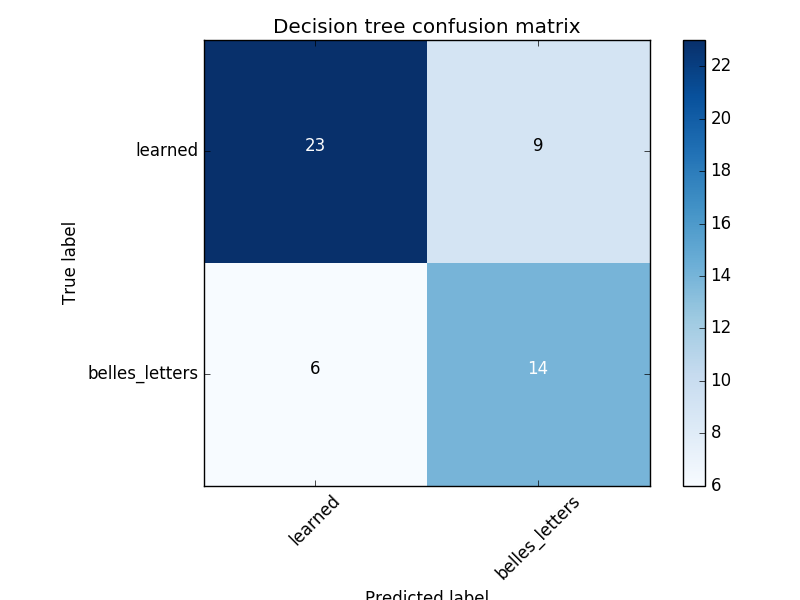 Decision tree confusion matrix
True label
learned
belles_letters
23
9
6
14
learned
belles_letters
Predicted label
22
20
18
16
14
12
10
8
6